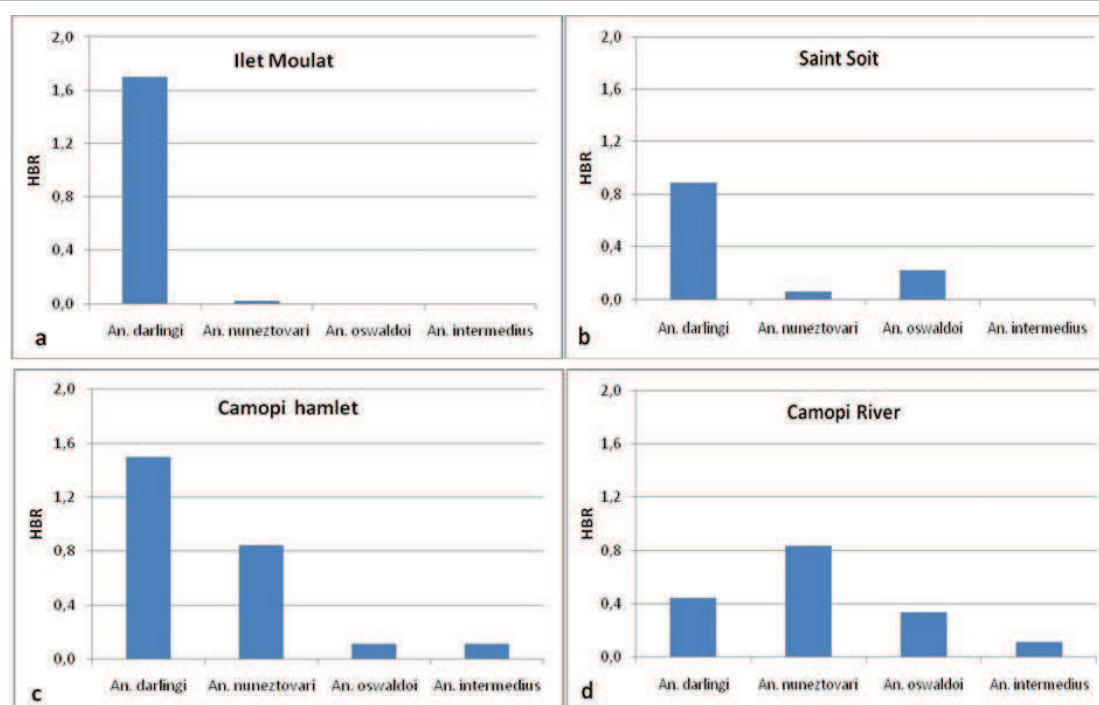 Ilet Moulat
HBR
2,0
1,6
1,2
0,8
0,4
0,0
An. darlingi An. nuneztovari An. oswaldoi An. intermedius
a
Saint Soit
HBR
2,0
1,6
1,2
0,8
0,4
0,0
An. darlingi An. nuneztovari An. oswaldoi An. intermedius
b
Camopi hamlet
HBR
2,0
1,6
1,2
0,8
0,4
0,0
An. darlingi An. nuneztovari An. oswaldoi An. intermedius
c
Camopi River
HBR
2,0
1,6
1,2
0,8
0,4
0,0
An. darlingi An. nuneztovari An. oswaldoi An. intermedius
d